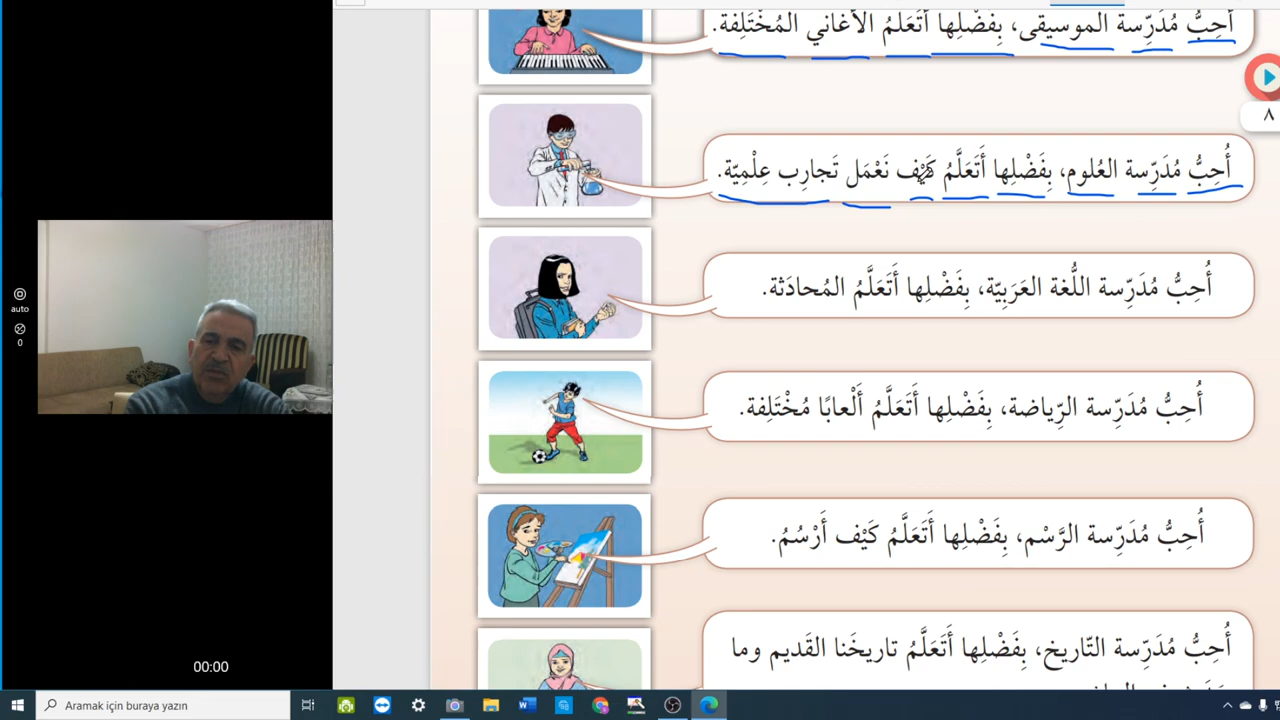 أُحِبُّ مُدَرِّسة الموسيقى، بِفَضْلِها أَتَعَلَّمُ الأَغاني المُخْتَلِفة.
٨
أُحِبُّ مُدَرِّسة العُلوم، بِفَضْلِها أَتَعَلَّمُ كَيْف نَعْمَل تَجارِب عِلْمِيّة.
أُحِبُّ مُدَرِّسة اللُّغة العَرَبِيّة، بِفَضْلِها أَتَعَلَّمُ المُحادَثة.
auto
0
أُحِبُّ مُدَرِّسة الرِّياضة، بِفَضْلِها أَتَعَلَّمُ أَلْعابًا مُخْتَلِفة.
أُحِبُّ مُدَرِّسة الرَّسْم، بِفَضْلِها أَتَعَلَّمُ كَيْف أَرْسُمُ.
أُحِبُّ مُدَرِّسة التّاريخ، بِفَضْلِها أَتَعَلَّمُ تاريخَنا القَديم وما
00:00
Aramak için buraya yazın